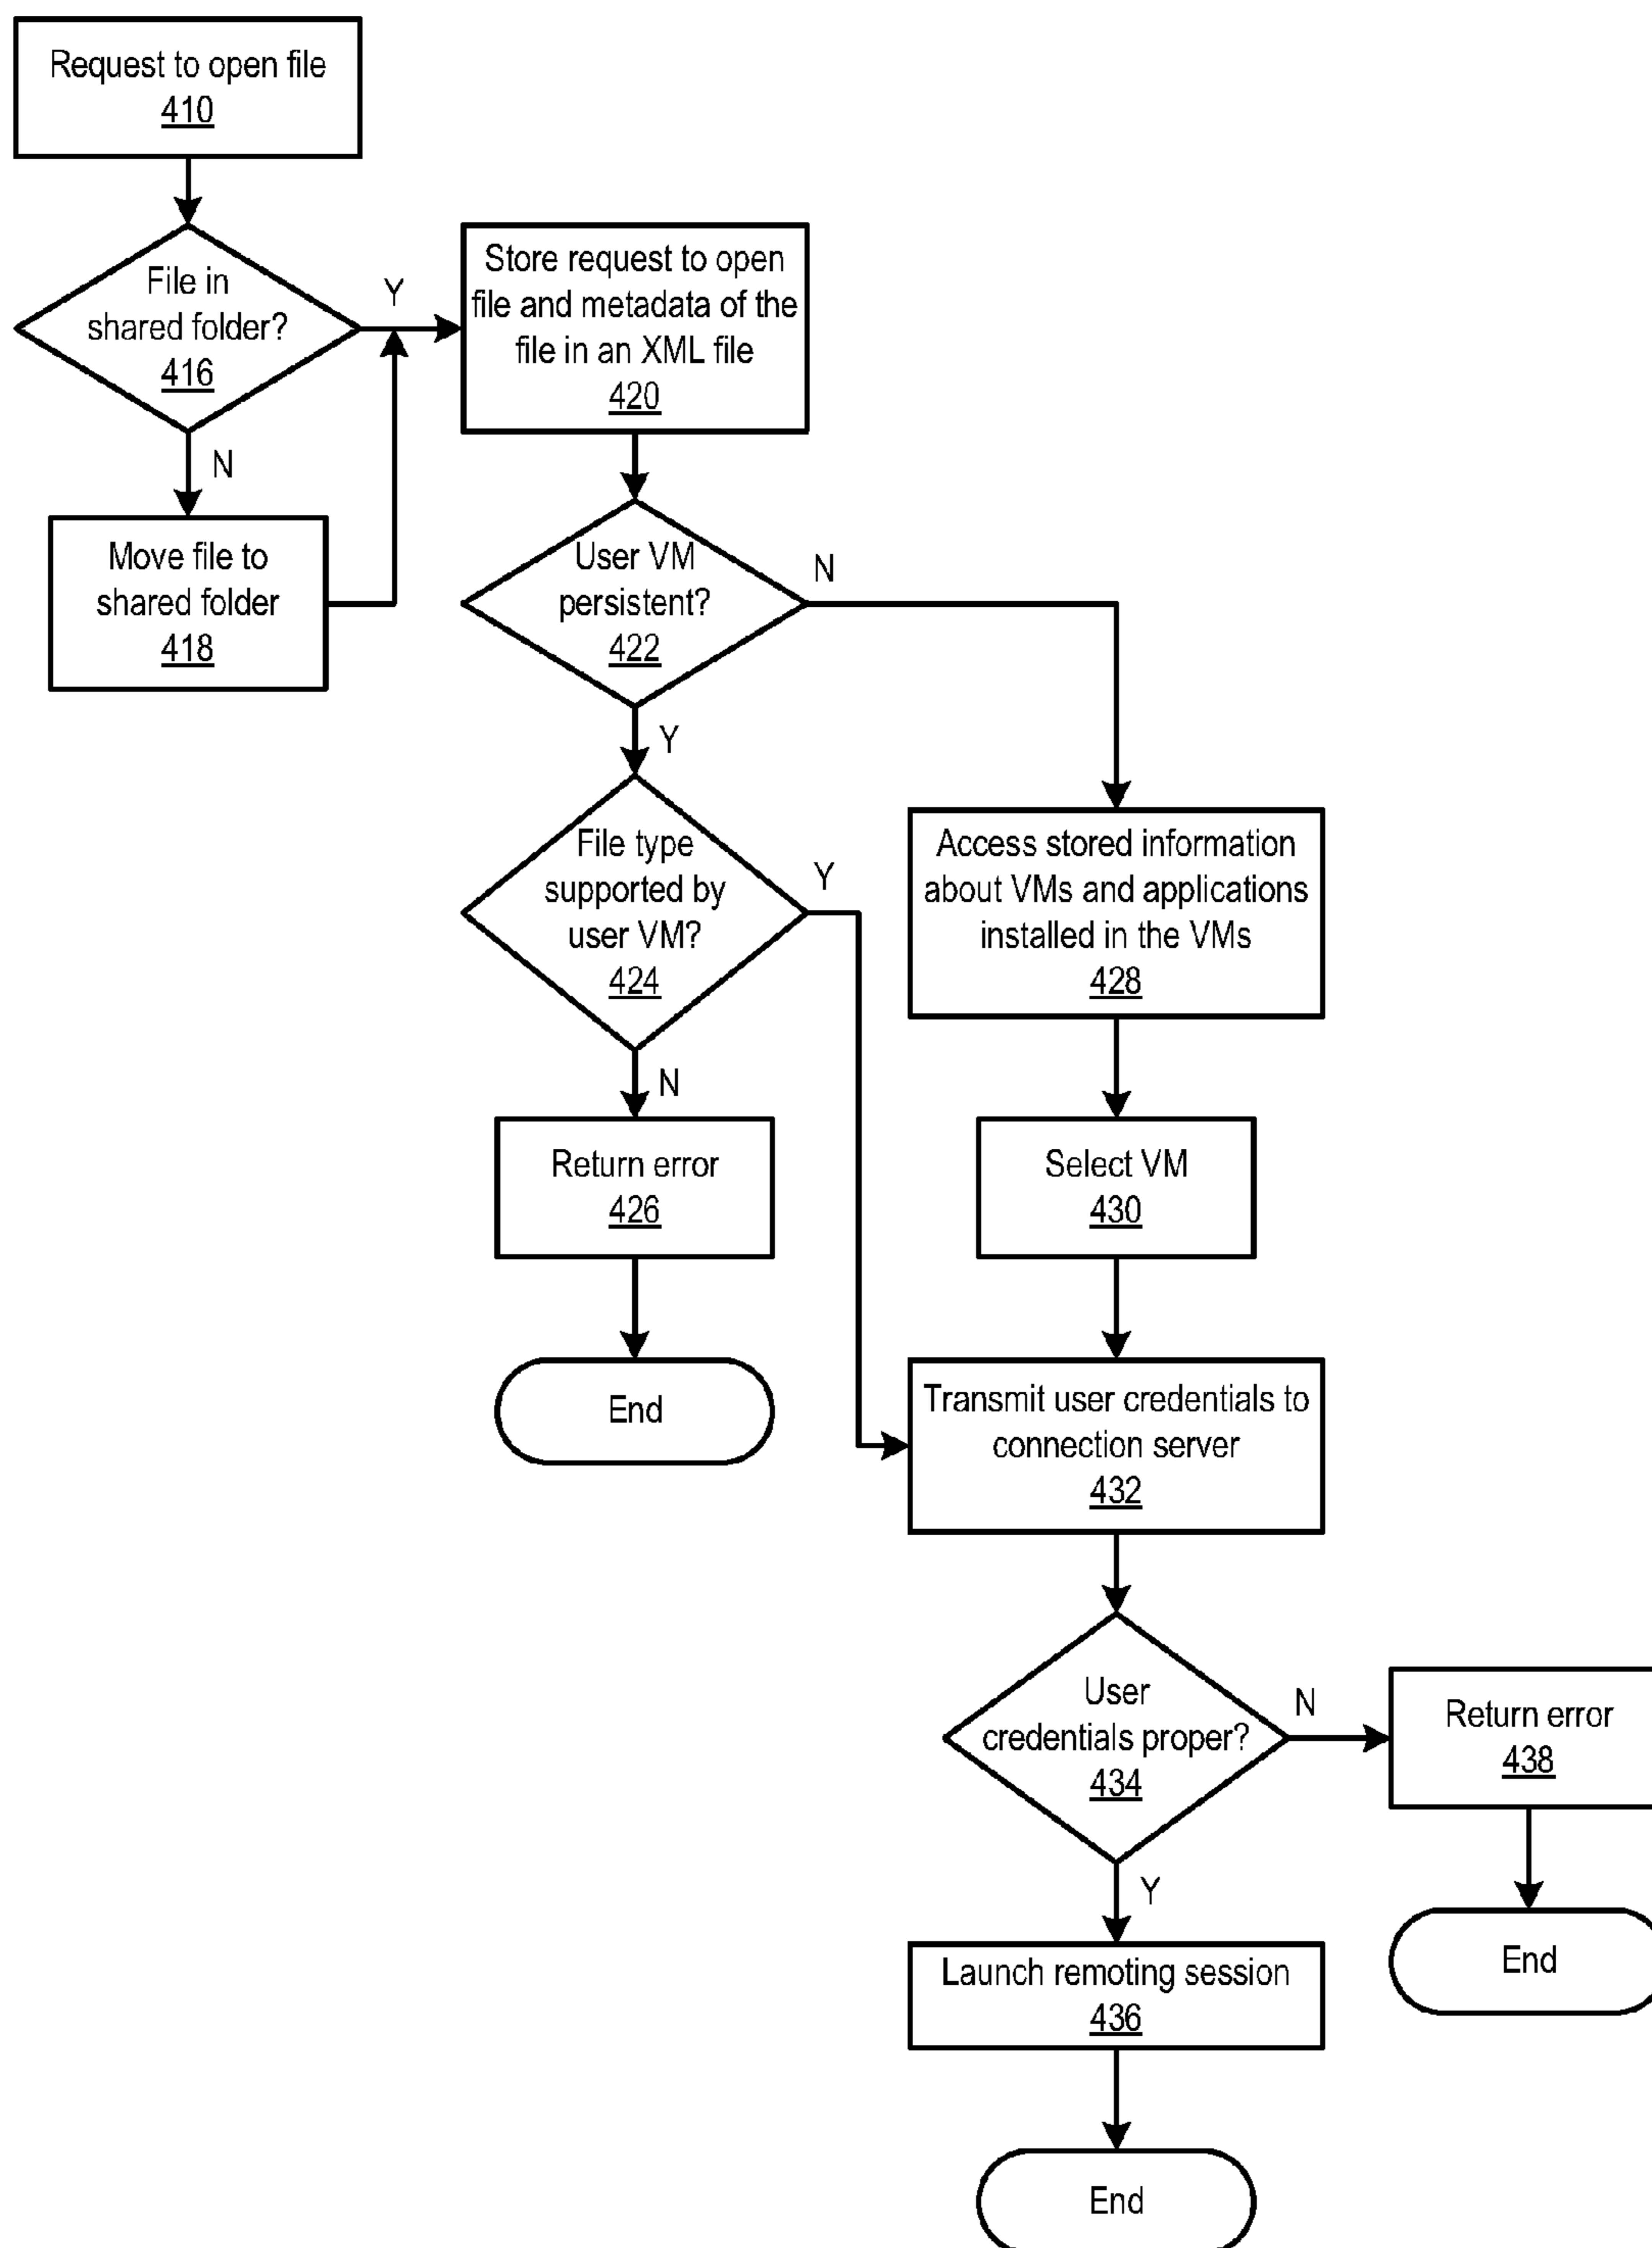 Request to open file
410
File in
shared folder?
416
Y
N
Move file to
shared folder
418
Store request to open
file and metadata of the
file in an XML file
420
User VM
persistent?
422
N
Y
File type
supported by
user VM?
424
Y
N
Return error
426
End
Access stored information
about VMs and applications
installed in the VMs
428
Select VM
430
Transmit user credentials to
connection server
432
User
credentials proper?
434
N
Return error
438
End
Y
Launch remoting session
436
End